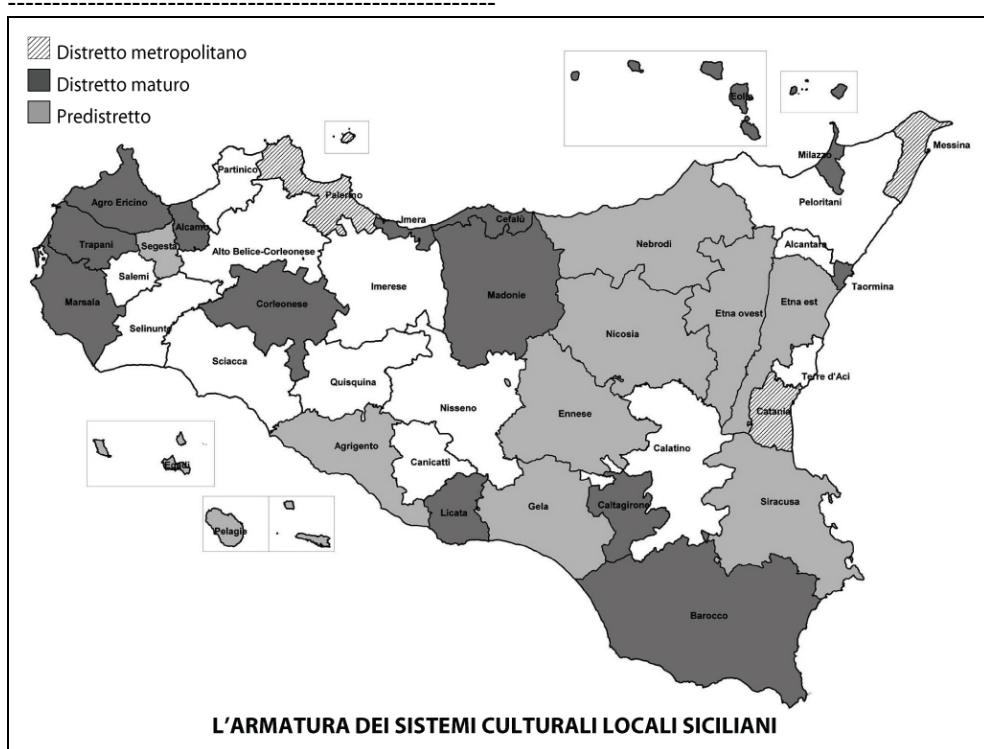 Distretto metropolitano
Distretto maturo
Predistretto
Eolie
Messina
Milazzo
Partinico
Peloritani
Agro Ericino
Palermo
Alcamo
Imera
Cefalù
Trapani
Segesta
Nebrodi
Alcantara
Alto Belice-Corleonese
Salemi
Taormina
Imerese
Madonie
Etna est
Marsala
Corleonese
Etna ovest
Selinunte
Nicosia
Sciacca
Terre d'Aci
Quisquina
Nisseno
Catania
Ennese
Agrigento
Calatino
Canicatti
Egadi
Siracusa
Licata
Gela
Caltagirone
Pelagie
Barocco
L'ARMATURA DEI SISTEMI CULTURALI LOCALI SICILIANI